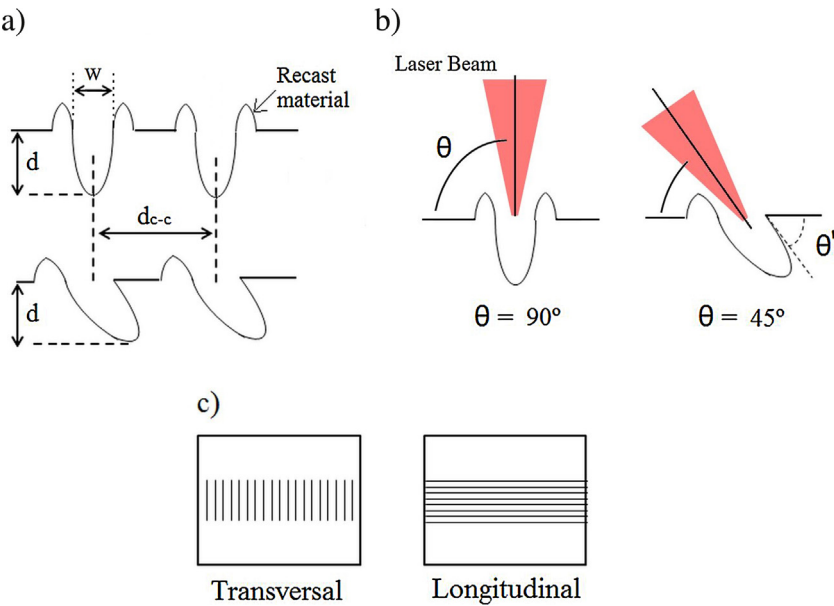 a)
w
Recast
material
d
dc-c
d
b)
Laser Beam
θ
θ'
θ = 90º
θ = 45º
c)
Transversal
Longitudinal